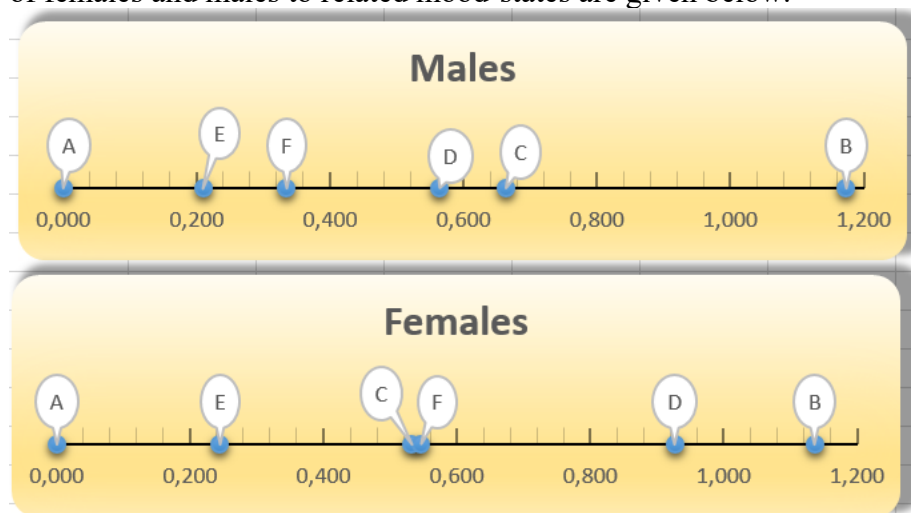 of females and males to related mood-states are given below.
Males
A E F D C B
0,000 0,200 0,400 0,600 0,800 1,000 1,200
Females
A E C F D B
0,000 0,200 0,400 0,600 0,800 1,000 1,200